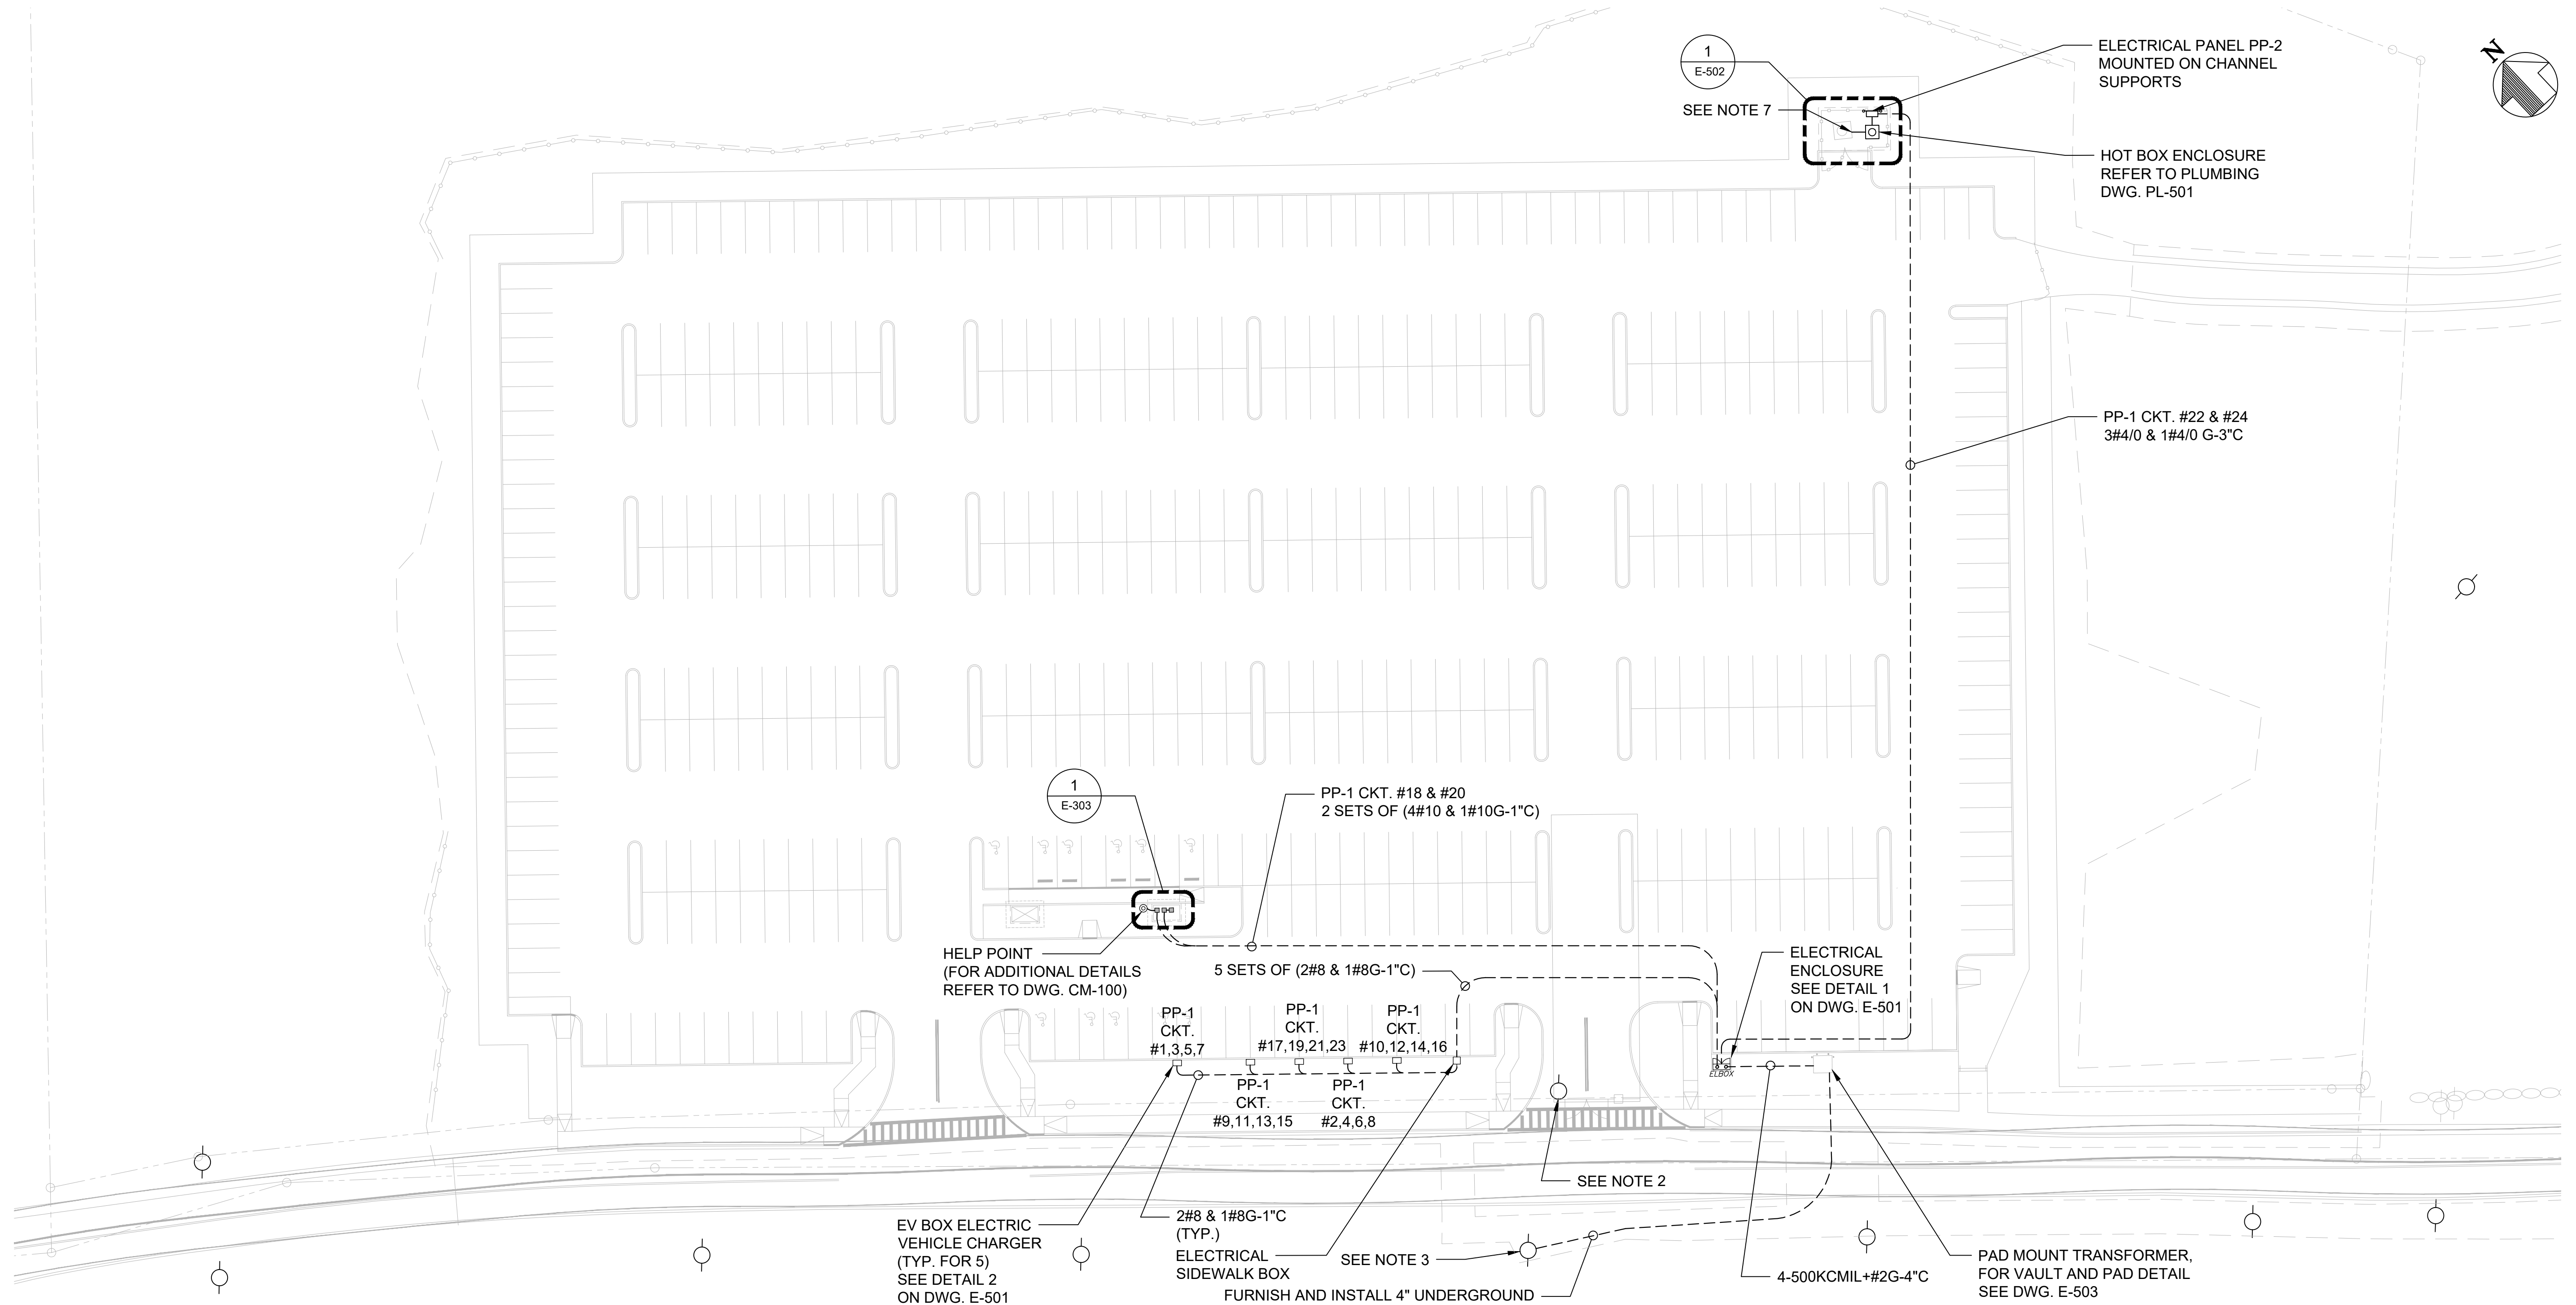 N
1
E-502
SEE NOTE 7
ELECTRICAL PANEL PP-2
MOUNTED ON CHANNEL
SUPPORTS
HOT BOX ENCLOSURE
REFER TO PLUMBING
DWG. PL-501
PP-1 CKT. #22 & #24
3#4/0 & 1#4/0 G-3"C
1
E-303
PP-1 CKT. #18 & #20
2 SETS OF (4#10 & 1#10G-1"C)
HELP POINT
(FOR ADDITIONAL DETAILS
REFER TO DWG. CM-100)
5 SETS OF (2#8 & 1#8G-1"C)
ELECTRICAL
ENCLOSURE
SEE DETAIL 1
ON DWG. E-501
PP-1
CKT.
#1,3,5,7
PP-1
CKT.
#17,19,21,23
PP-1
CKT.
#10,12,14,16
PP-1
CKT.
#9,11,13,15
PP-1
CKT.
#2,4,6,8
ELBOX
SEE NOTE 2
EV BOX ELECTRIC
VEHICLE CHARGER
(TYP. FOR 5)
SEE DETAIL 2
ON DWG. E-501
2#8 & 1#8G-1"C
(TYP.)
ELECTRICAL
SIDEWALK BOX
SEE NOTE 3
FURNISH AND INSTALL 4" UNDERGROUND
4-500KCMIL+#2G-4"C
PAD MOUNT TRANSFORMER,
FOR VAULT AND PAD DETAIL
SEE DWG. E-503